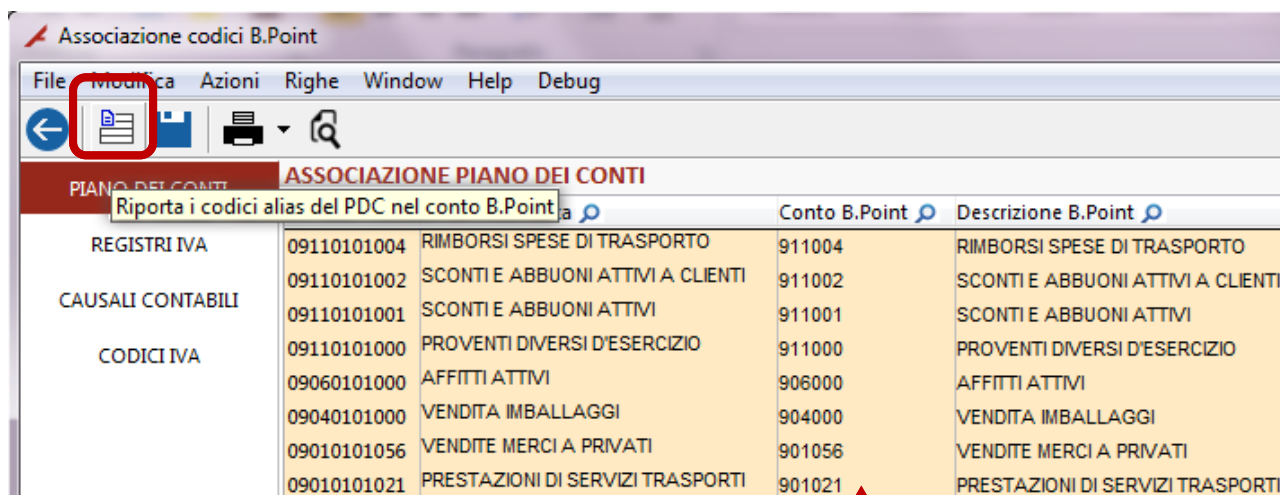 Associazione codici B.Point
File Modifica Azioni Righe Window Help Debug
PIANO DEI CONTI
ASSOCIAZIONE PIANO DEI CONTI
Riporta i codici alias del PDC nel conto B.Point
Conto B.Point Descrizione B.Point
REGISTRI IVA
CAUSALI CONTABILI
CODICI IVA
09110101004 RIMBORSI SPESE DI TRASPORTO 911004 RIMBORSI SPESE DI TRASPORTO
09110101002 SCONTI E ABBUONI ATTIVI A CLIENTI 911002 SCONTI E ABBUONI ATTIVI A CLIENTI
09110101001 SCONTI E ABBUONI ATTIVI 911001 SCONTI E ABBUONI ATTIVI
09110101000 PROVENTI DIVERSI D'ESERCIZIO 911000 PROVENTI DIVERSI D'ESERCIZIO
09060101000 AFFITTI ATTIVI 906000 AFFITTI ATTIVI
09040101000 VENDITA IMBALLAGGI 904000 VENDITA IMBALLAGGI
09010101056 VENDITE MERCI A PRIVATI 901056 VENDITE MERCI A PRIVATI
09010101021 PRESTAZIONI DI SERVIZI TRASPORTI 901021 PRESTAZIONI DI SERVIZI TRASPORTI